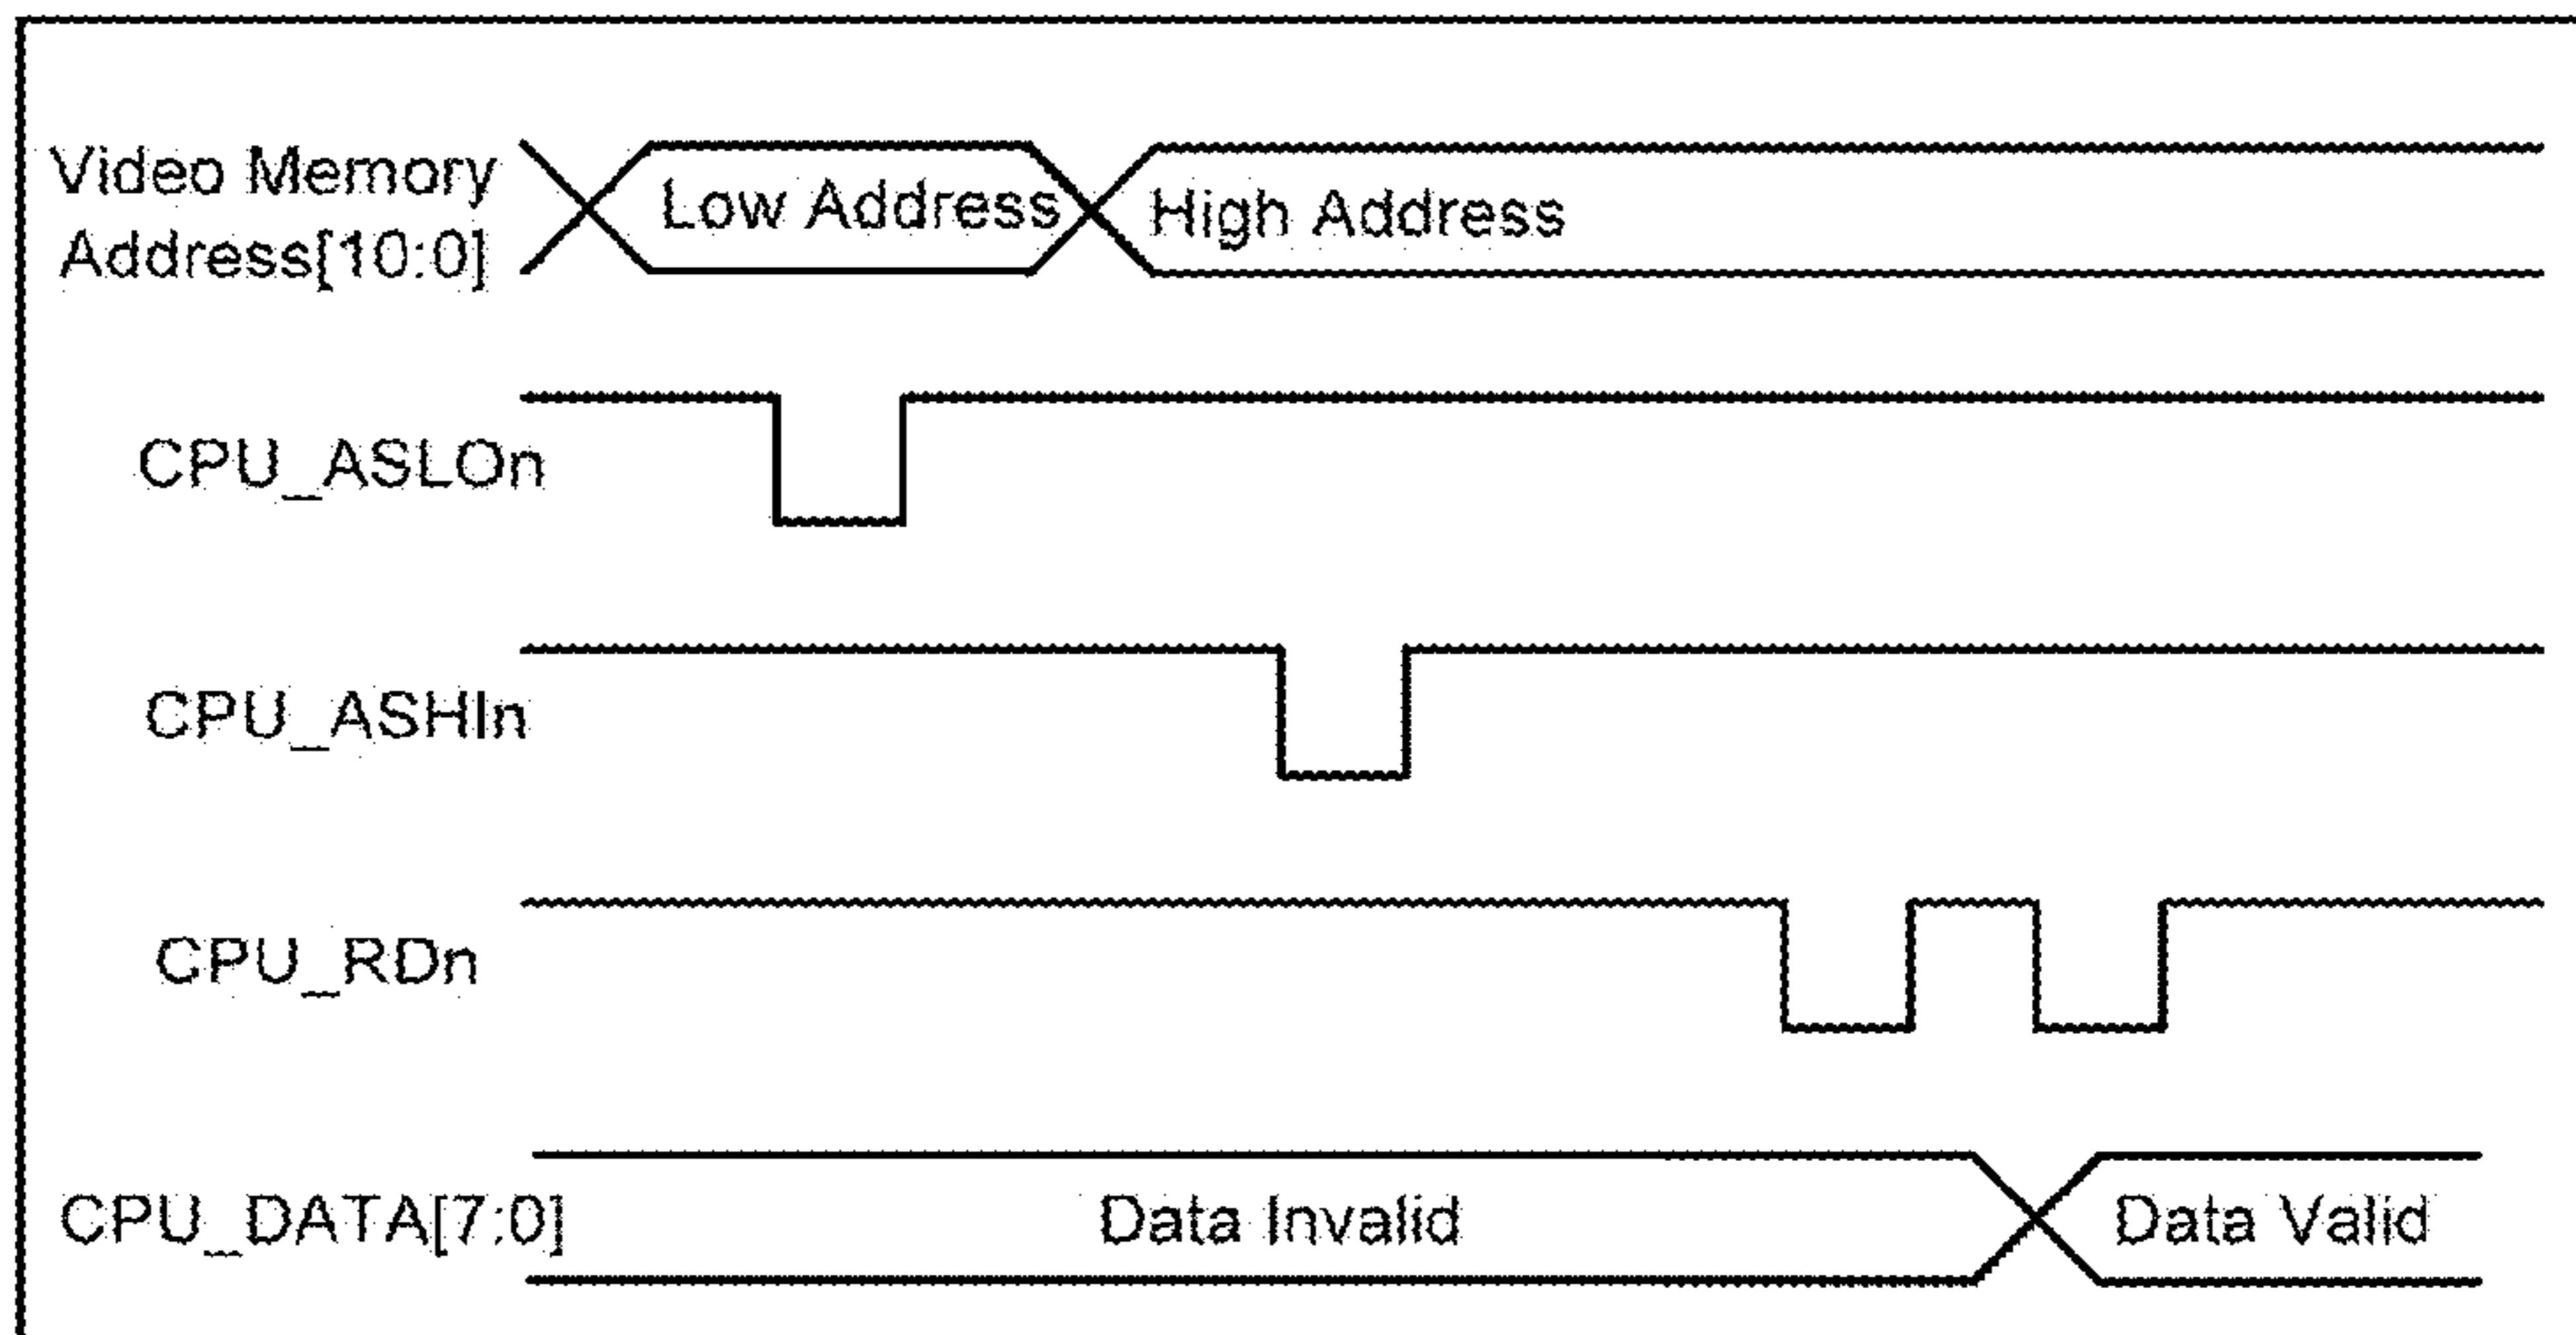 Video Memory
Address[10:0]
Low Address
High Address
CPU_ASLOn
CPU_ASHIn
CPU_RDn
CPU_DATA[7:0]
Data Invalid
Data Valid